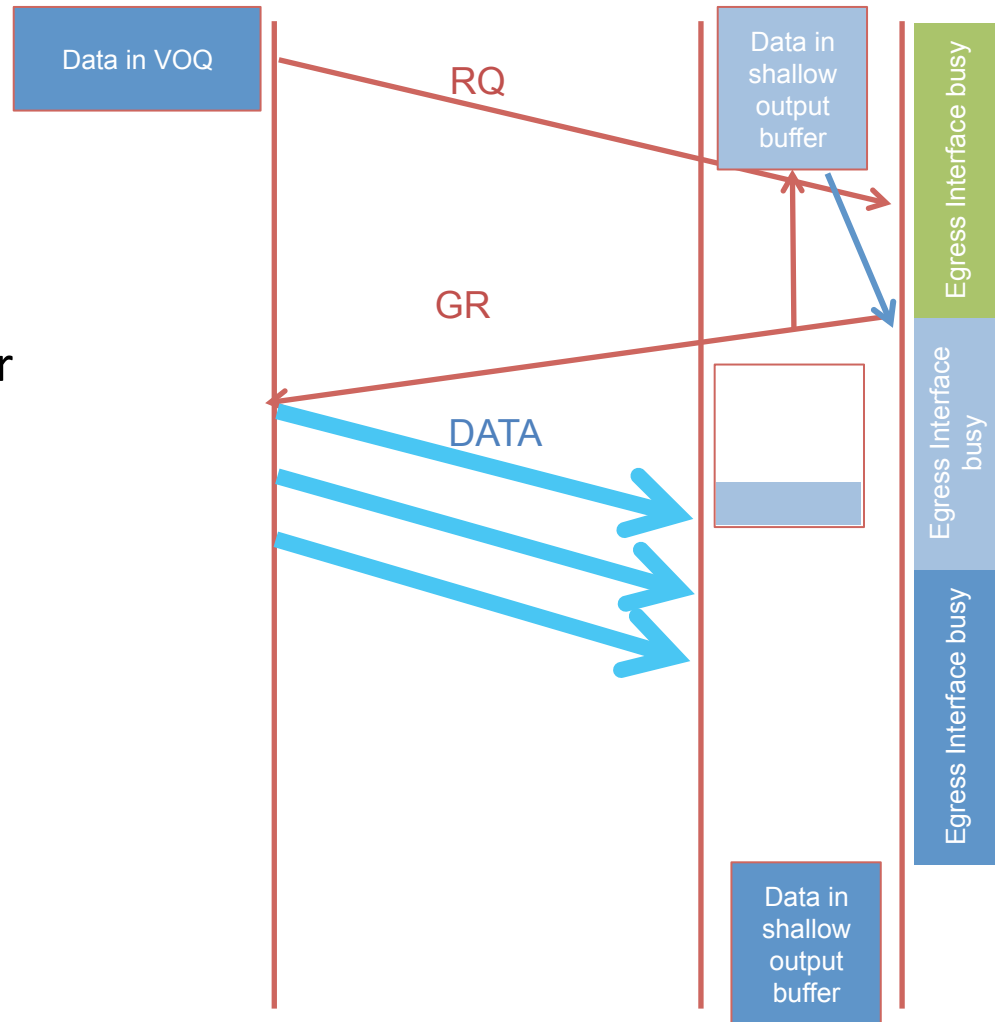 Data in VOQ
RQ
Data in
shallow
output
buffer
Egress Interface busy
GR
r
Egress Interface
busy
DATA
Egress Interface busy
Data in
shallow
output
buffer